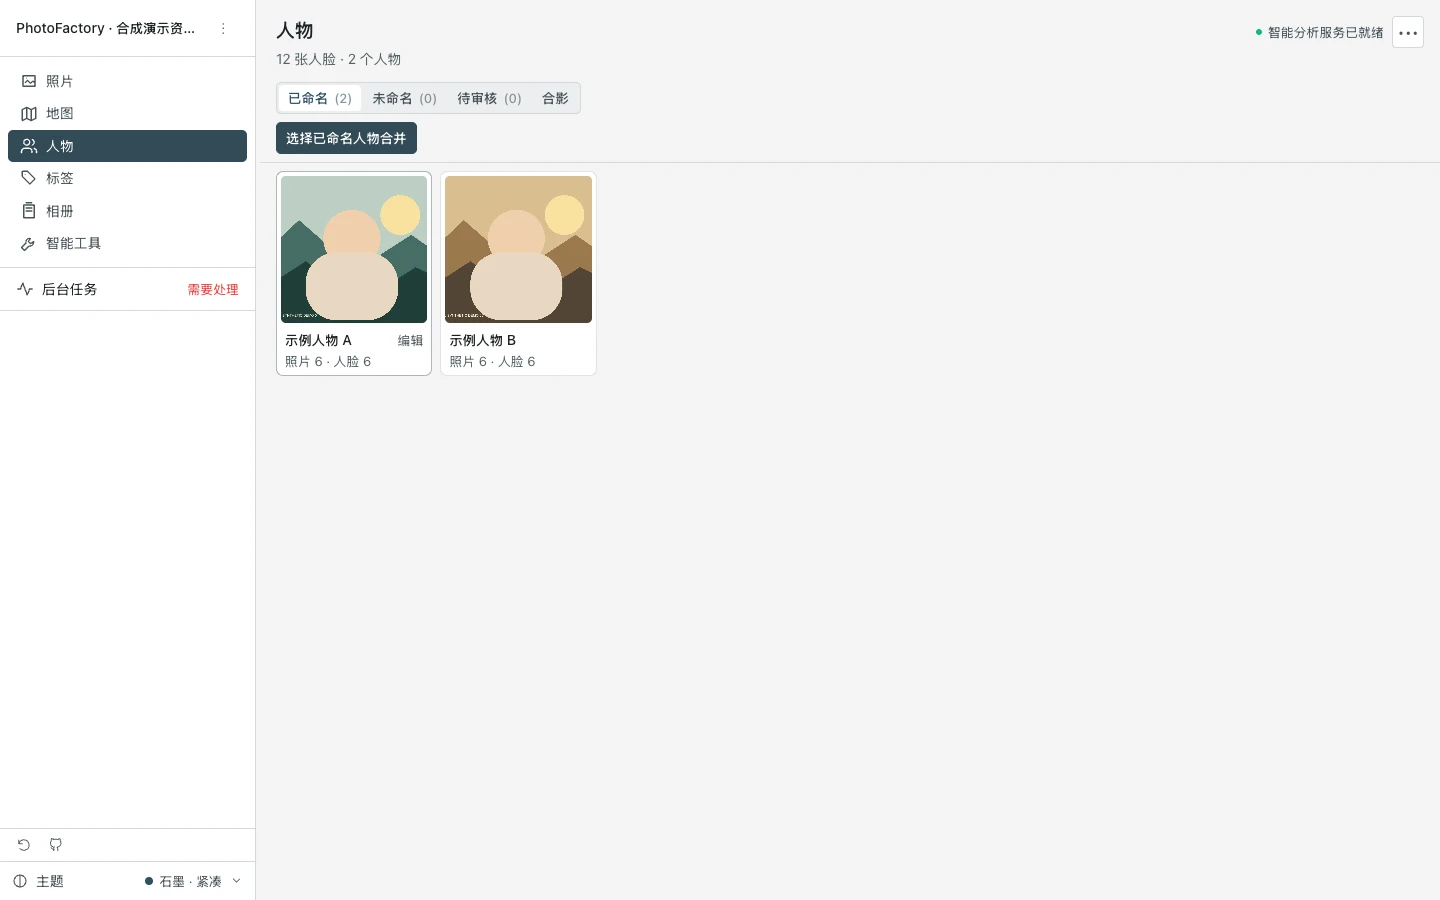 PhotoFactory · 合成演示资...
照片
地图
人物
标签
相册
智能工具
后台任务 需要处理
主题 石墨 · 紧凑
人物
12 张人脸 · 2 个人物
智能分析服务已就绪
已命名 (2) 未命名 (0) 待审核 (0) 合影
选择已命名人物合并
示例人物 A 编辑
照片 6 · 人脸 6
示例人物 B
照片 6 · 人脸 6